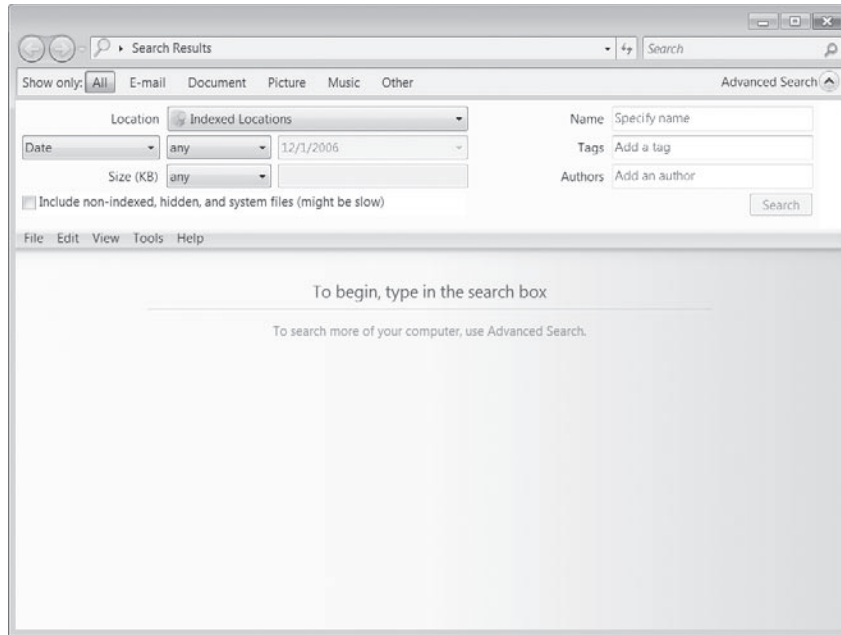 Search Results Search
Show only: All E-mail Document Picture Music Other Advanced Search
Location Indexed Locations Name Specify name
Date any 12/1/2006 Tags Add a tag
Size (KB) any Authors Add an author
Include non-indexed, hidden, and system files (might be slow) Search
File Edit View Tools Help
To begin, type in the search box
To search more of your computer, use Advanced Search.